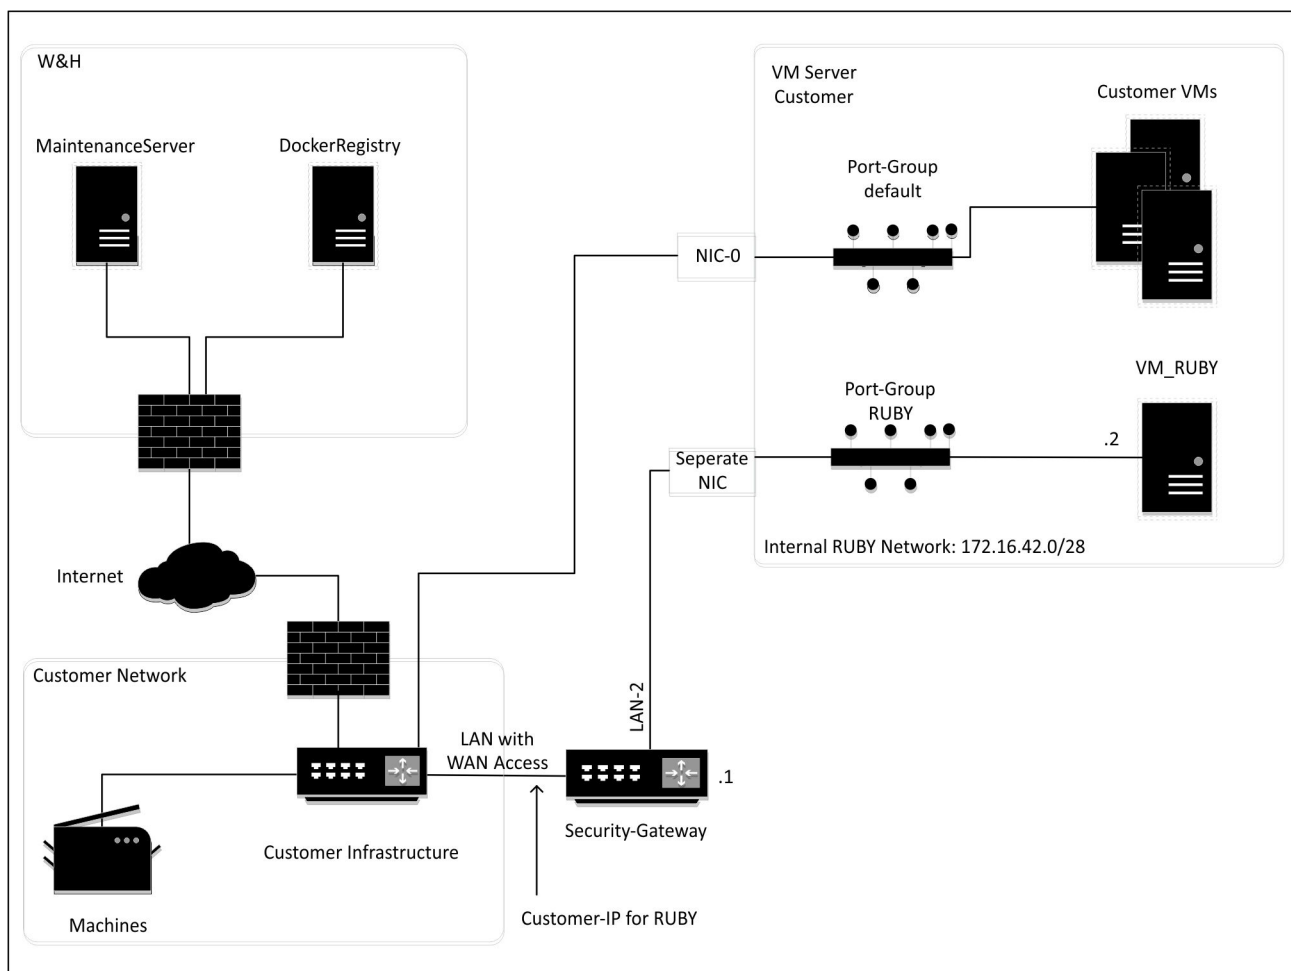 W&H
MaintenanceServer
DockerRegistry
VM Server
Customer
Customer VMs
Port-Group
default
NIC-0
VM_RUBY
Port-Group
RUBY
.2
Seperate
NIC
Internal RUBY Network: 172.16.42.0/28
Internet
Customer Network
LAN-2
LAN with
WAN Access
.1
Security-Gateway
Customer Infrastructure
Customer-IP for RUBY
Machines